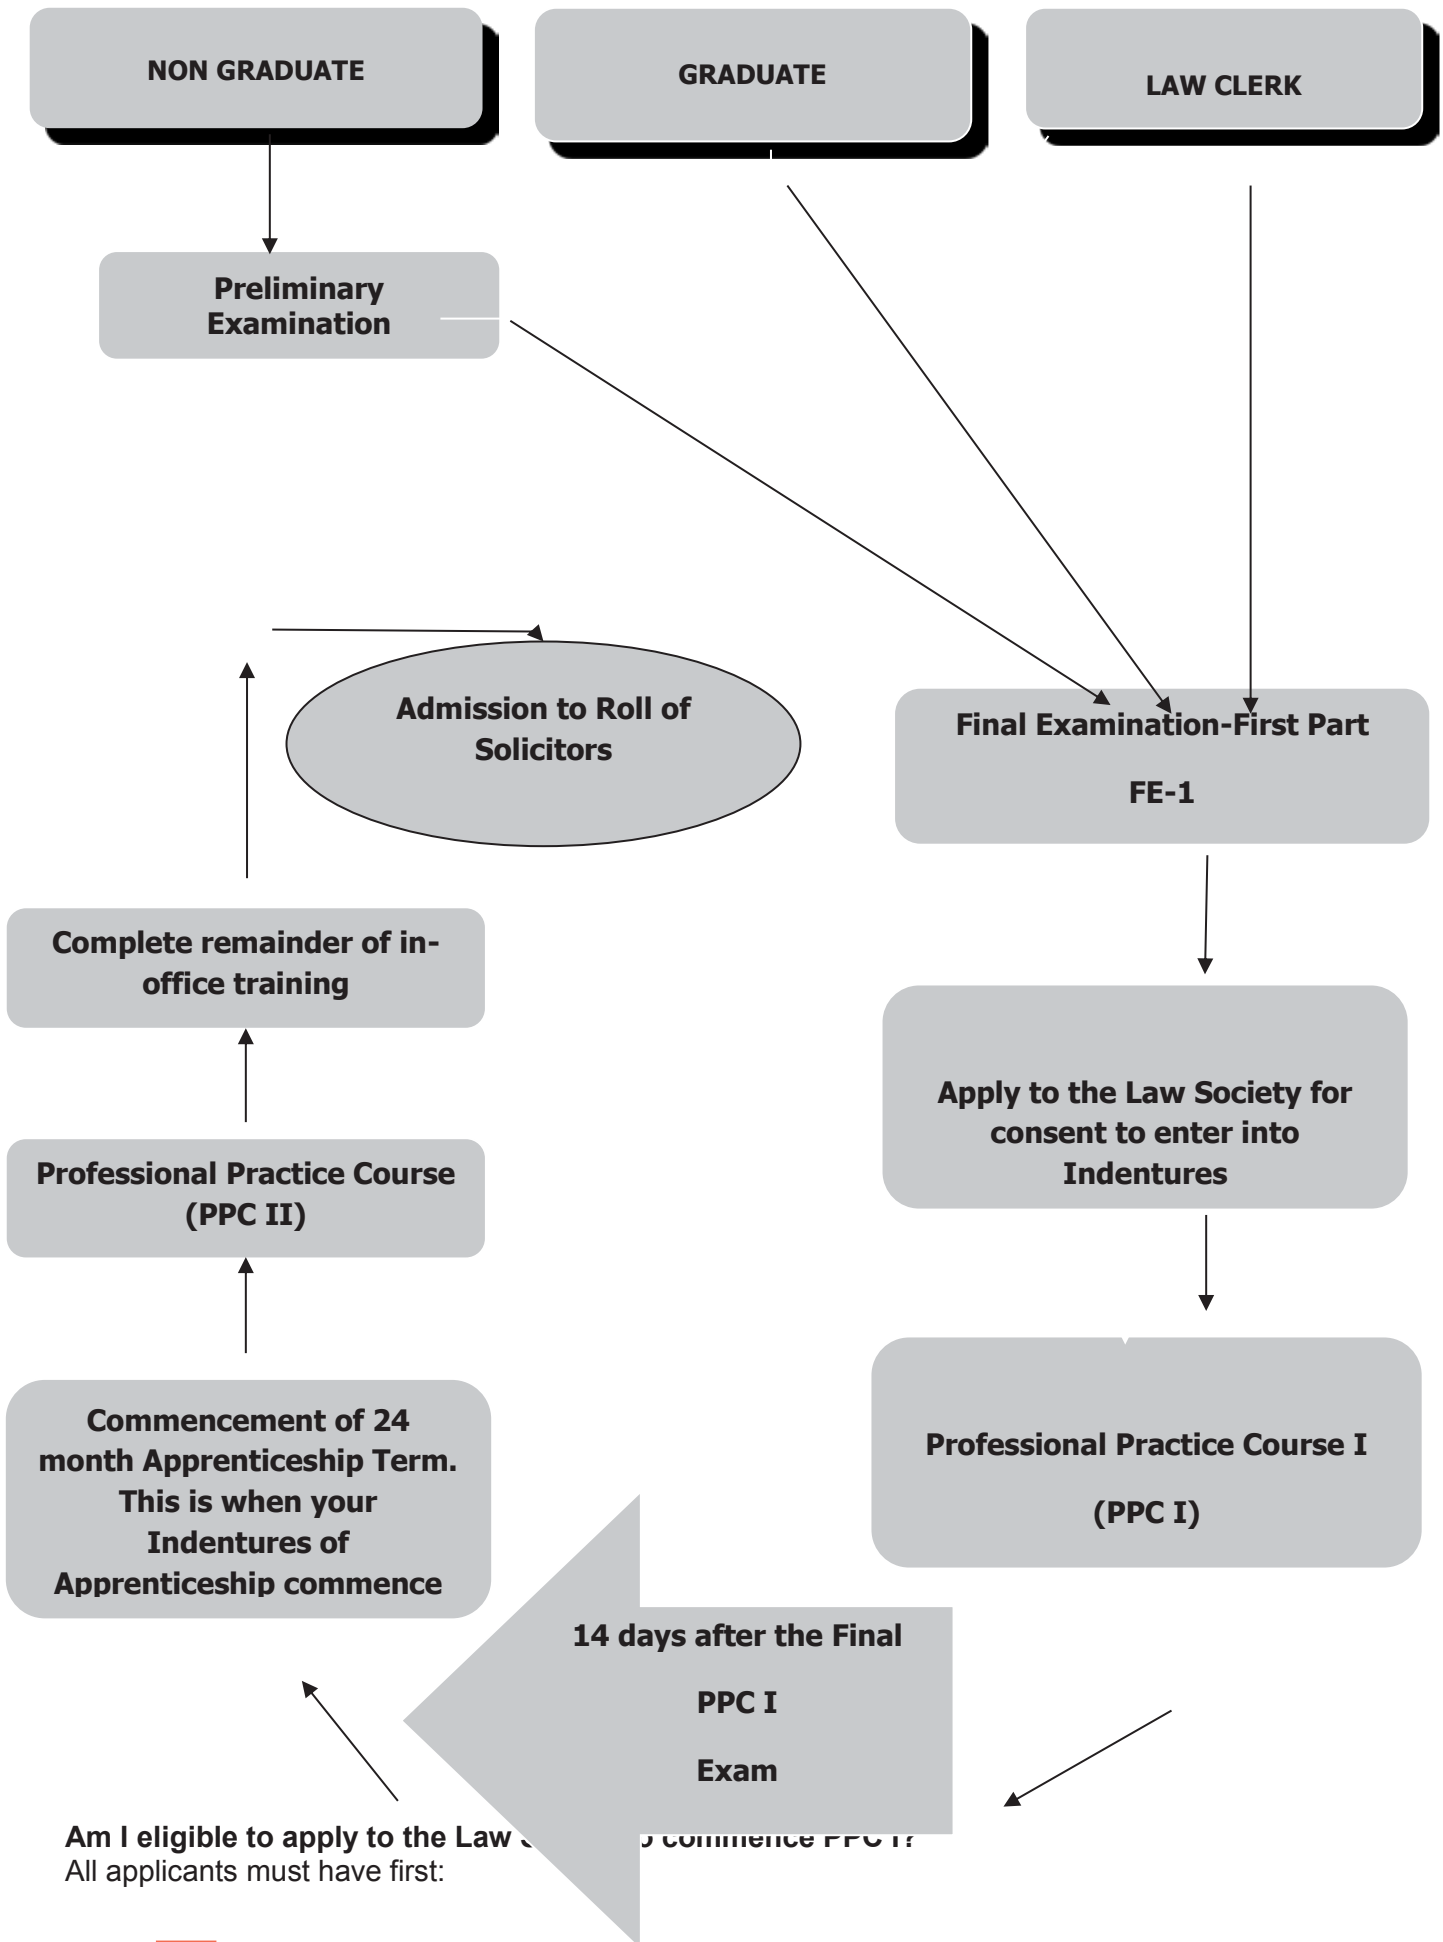 NON GRADUATE
GRADUATE
LAW CLERK
Preliminary
Examination
Final Examination-First Part
FE-1
Apply to the Law Society for
consent to enter into
Indentures
Professional Practice Course I
(PPC I)
14 days after the Final
PPC I
Exam
Commencement of 24
month Apprenticeship Term.
This is when your
Indentures of
Apprenticeship commence
Professional Practice Course
(PPC II)
Complete remainder of in-
office training
Admission to Roll of
Solicitors
Am I eligible to apply to the Law commence PPC I?
All applicants must have first: